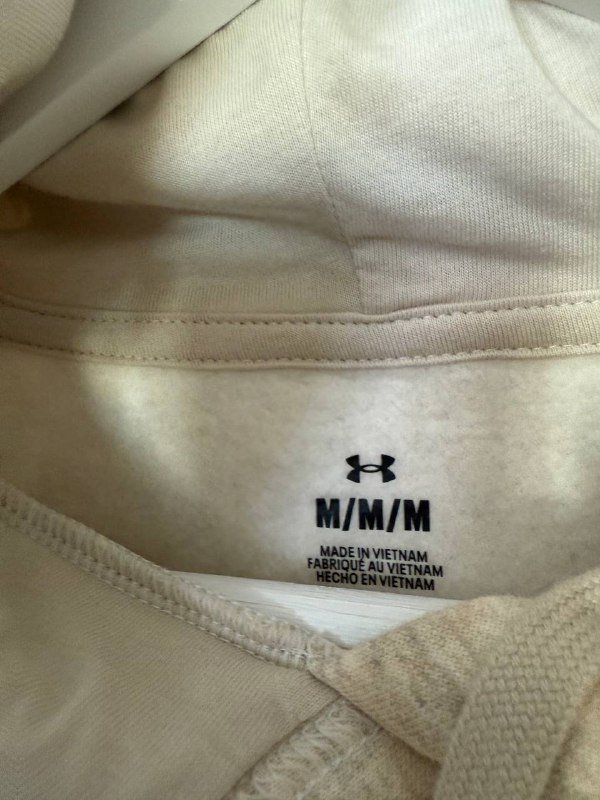 M/M/M
MADE IN VIETNAM
FABRIQUÉ AU VIETNAM
HECHO EN VIETNAM